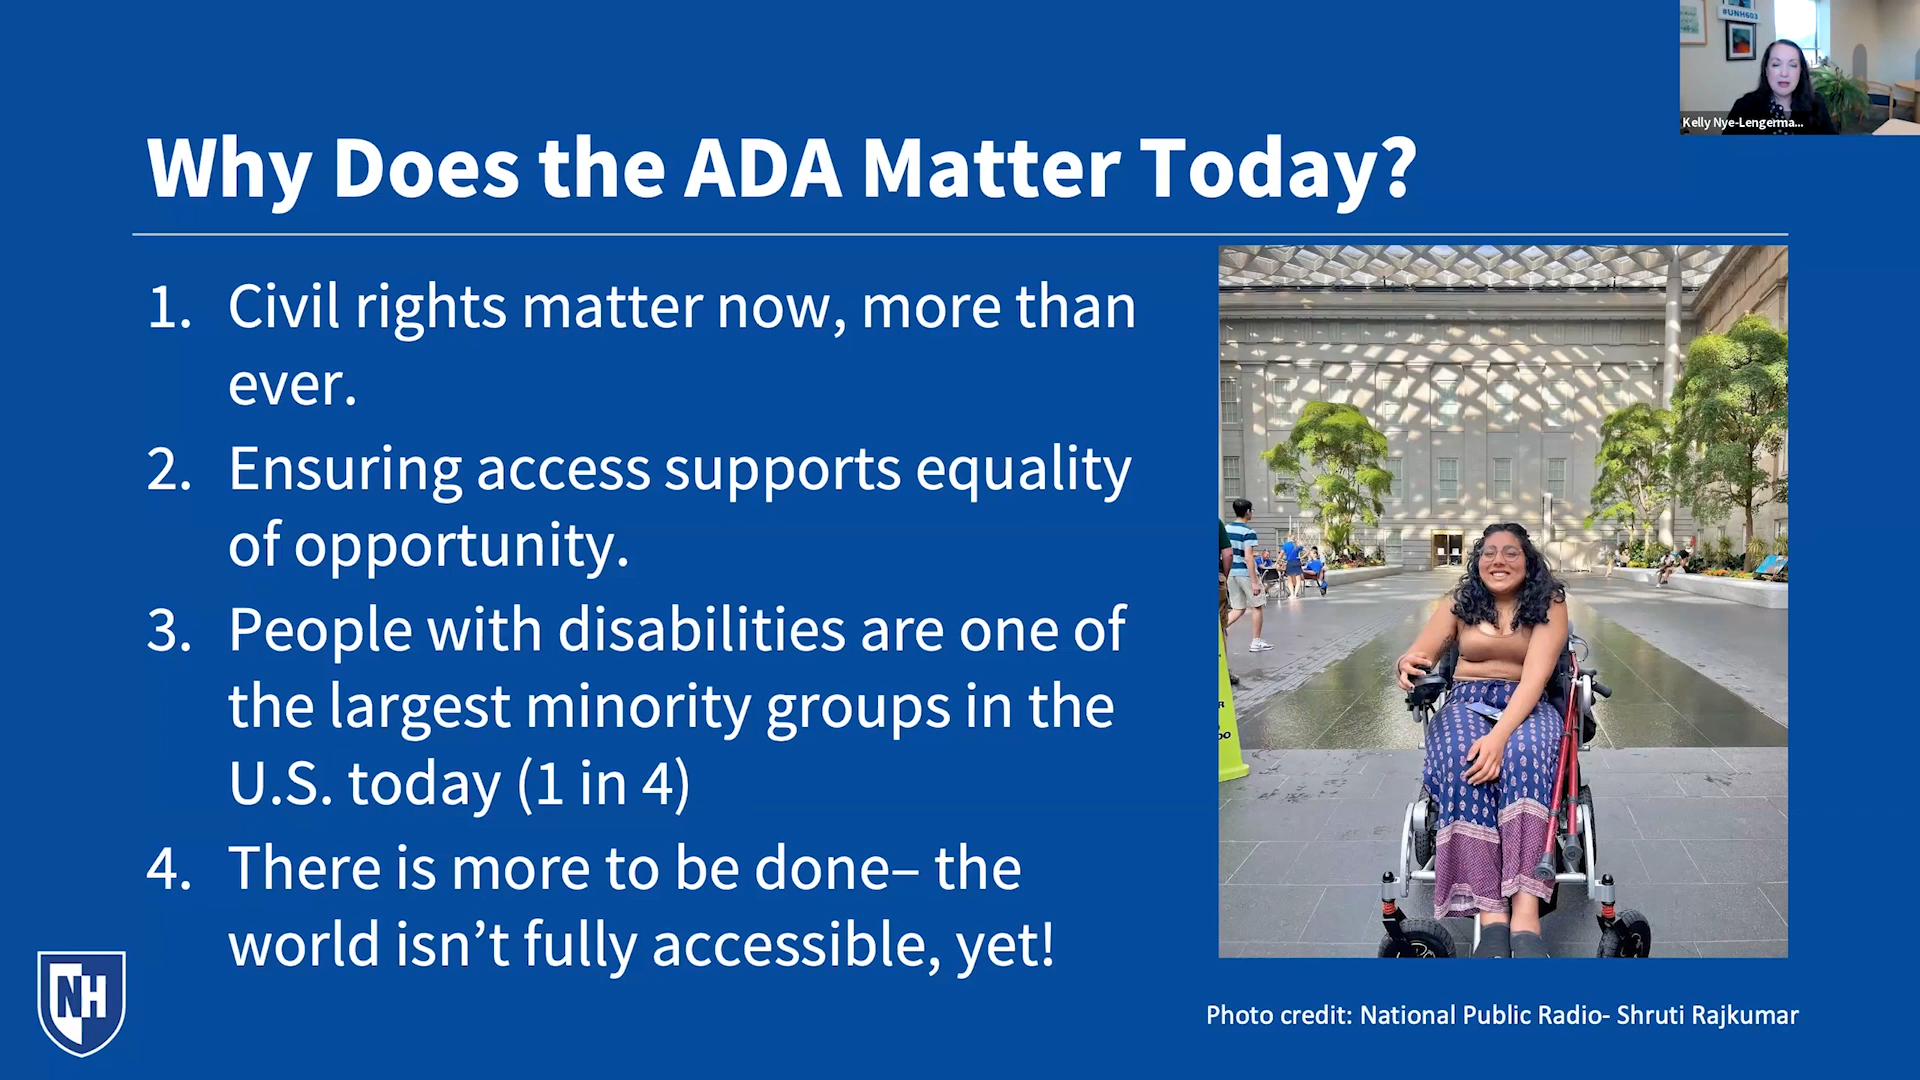 #UNH603
Kelly Nye-Lengerma...
Why Does the ADA Matter Today?
1. Civil rights matter now, more than
ever.
2. Ensuring access supports equality
of opportunity.
3. People with disabilities are one of
the largest minority groups in the
U.S. today (1 in 4)
4. There is more to be done– the
world isn’t fully accessible, yet!
NH
Photo credit: National Public Radio- Shruti Rajkumar